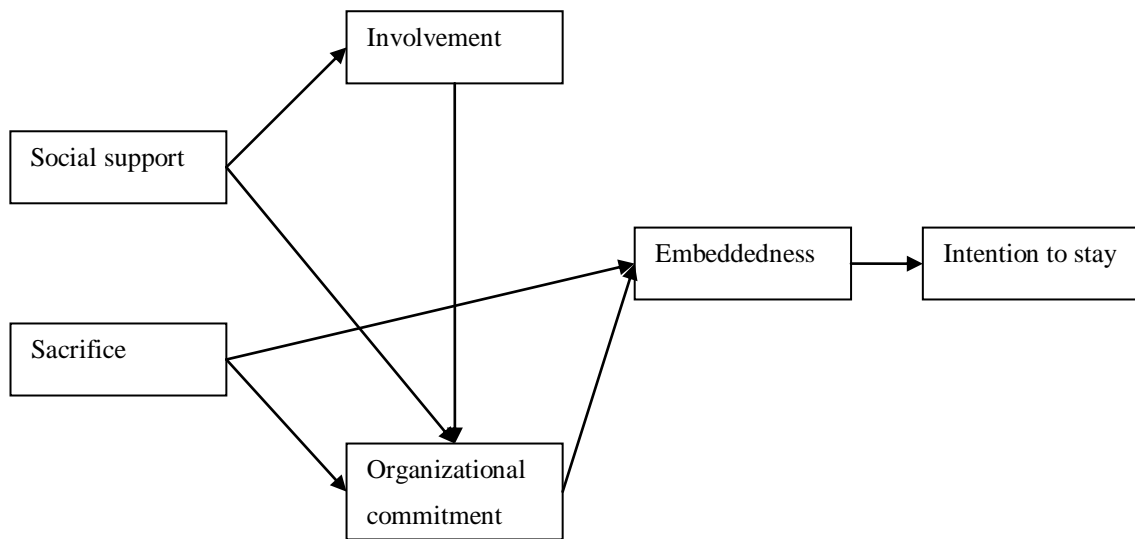 Involvement
Social support
Embeddedness
Intention to stay
Sacrifice
Organizational
commitment